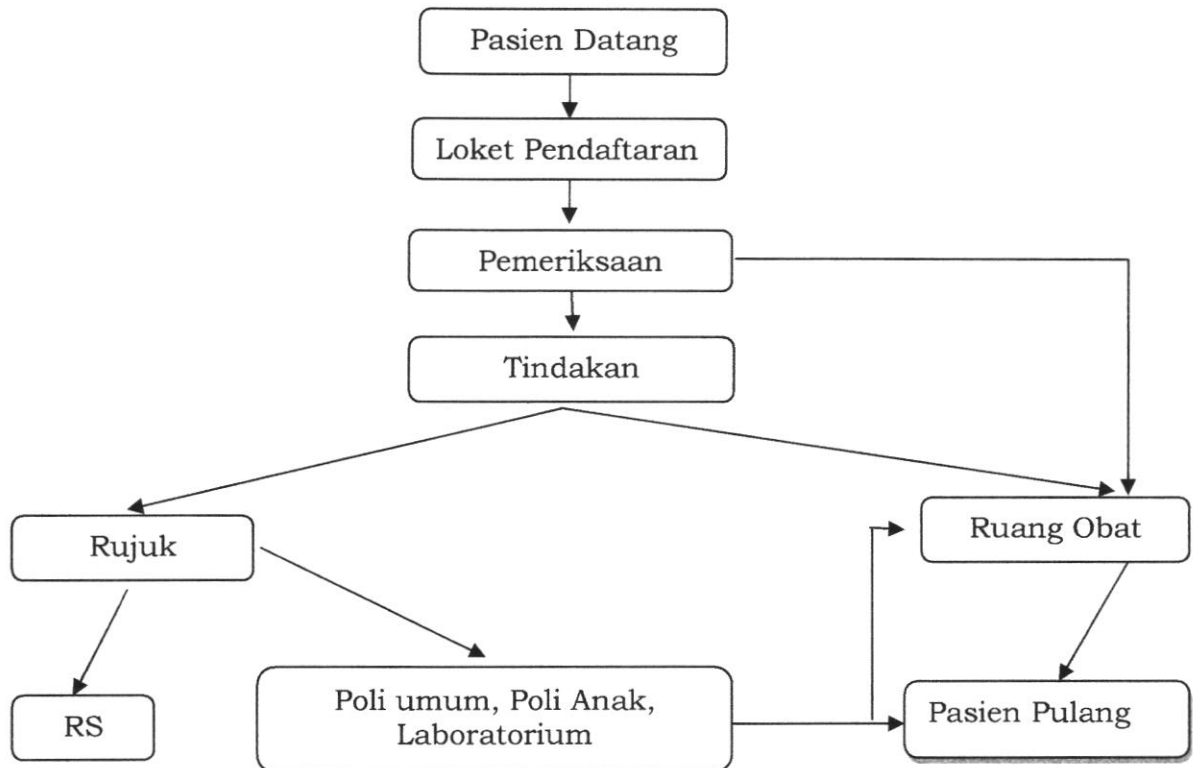 Pasien Datang
Loket Pendaftaran
Pemeriksaan
Tindakan
Rujuk
Ruang Obat
RS
Poli umum, Poli Anak,
Laboratorium
Pasien Pulang